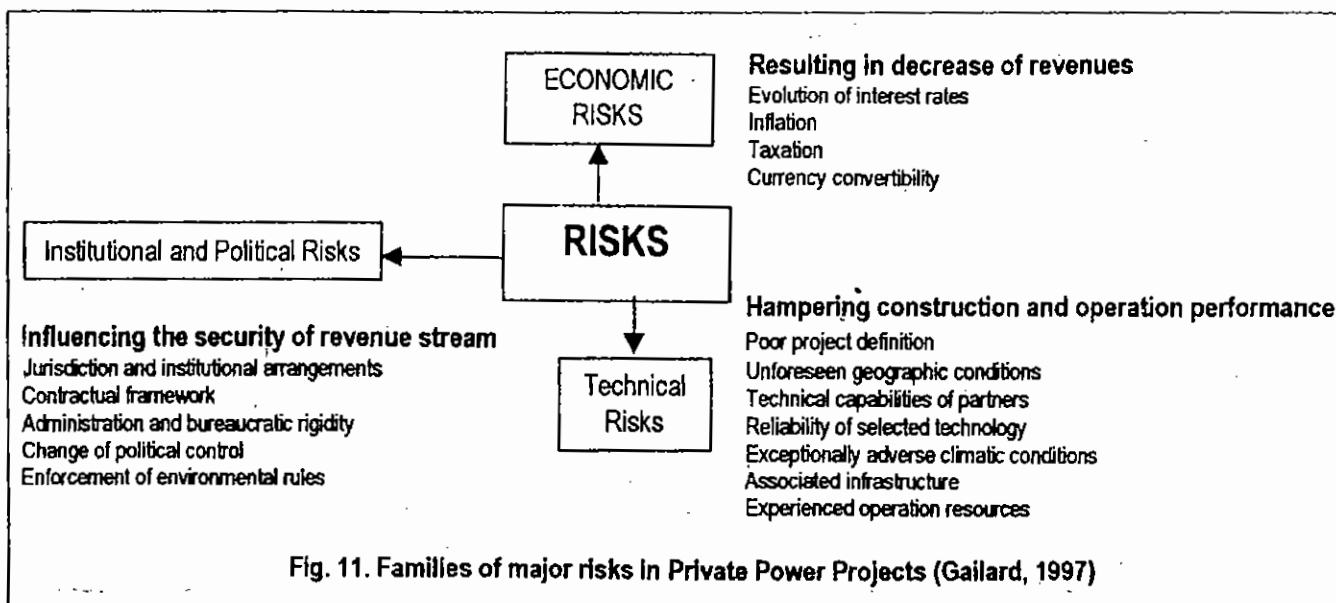 ECONOMIC
RISKS
Resulting in decrease of revenues
Evolution of interest rates
Inflation
Taxation
Currency convertibility
Institutional and Political Risks
RISKS
Influencing the security of revenue stream
Jurisdiction and institutional arrangements
Contractual framework
Administration and bureaucratic rigidity
Change of political control
Enforcement of environmental rules
Technical
Risks
Hampering construction and operation performance
Poor project definition
Unforeseen geographic conditions
Technical capabilities of partners
Reliability of selected technology
Exceptionally adverse climatic conditions
Associated infrastructure
Experienced operation resources
Fig. 11. Families of major risks in Private Power Projects (Gailard, 1997)